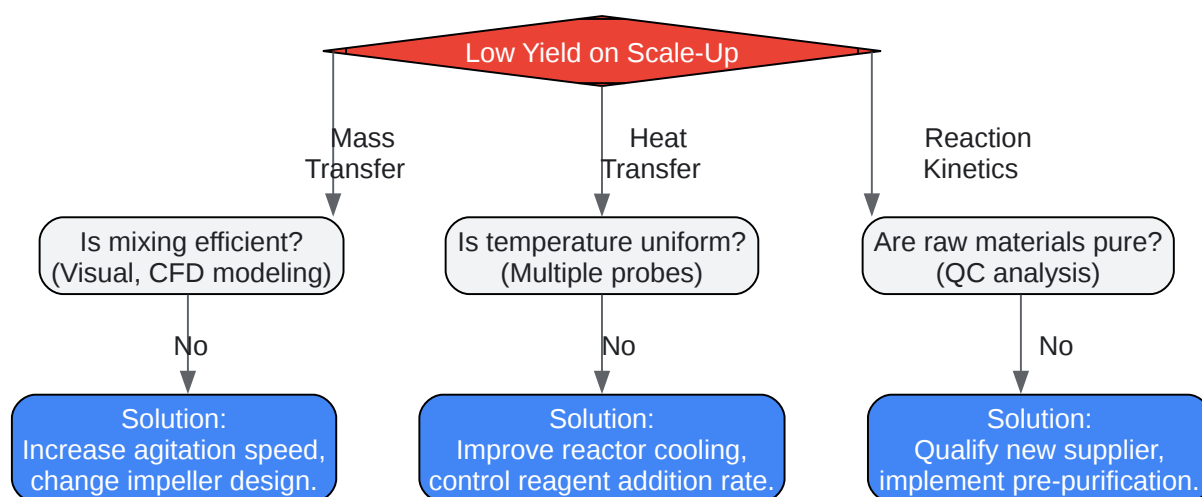 Low Yield on Scale-Up
Mass
Transfer
Heat
Transfer
Reaction
Kinetics
Is mixing efficient?
(Visual, CFD modeling)
Is temperature uniform?
(Multiple probes)
Are raw materials pure?
(QC analysis)
No
No
No
Solution:
Increase agitation speed,
change impeller design.
Solution:
Improve reactor cooling,
control reagent addition rate.
Solution:
Qualify new supplier,
implement pre-purification.